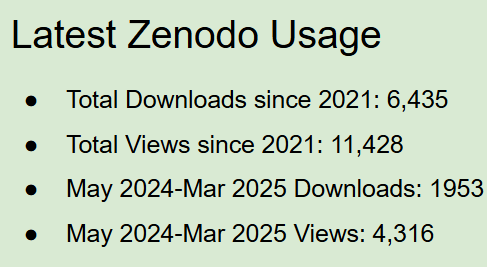 Latest Zenodo Usage
● Total Downloads since 2021: 6,435
● Total Views since 2021: 11,428
● May 2024-Mar 2025 Downloads: 1953
● May 2024-Mar 2025 Views: 4,316